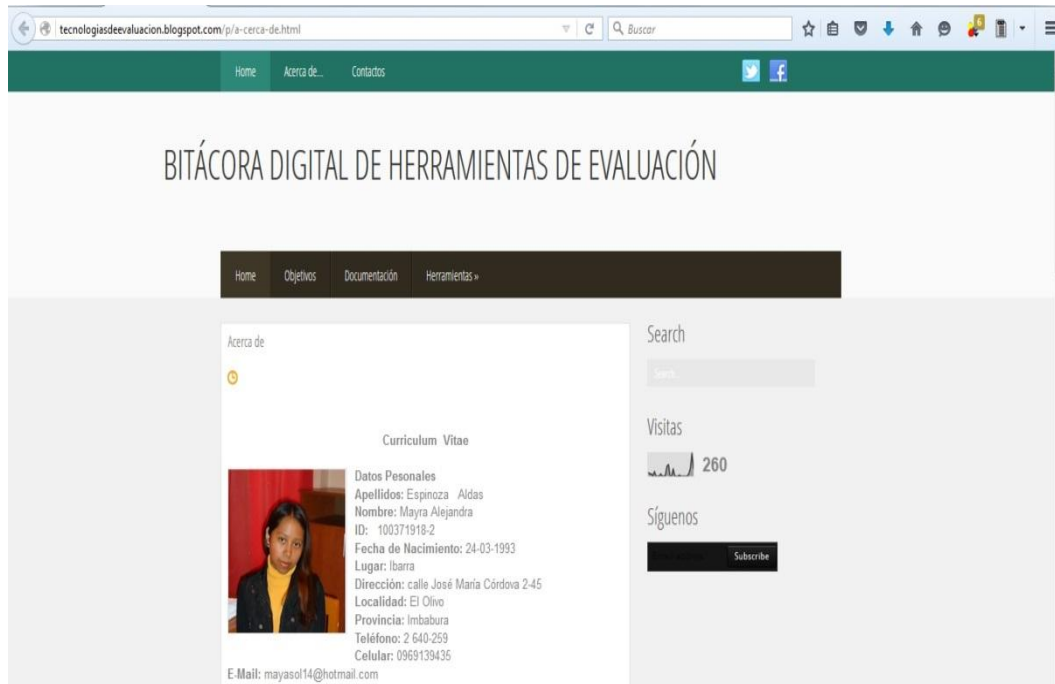 tecnologiasdeevaluacion.blogspot.com/p/a-cerca-de.html
Buscar
6
Home Acerca de... Contactos
BITÁCORA DIGITAL DE HERRAMIENTAS DE EVALUACIÓN
Home Objetivos Documentación Herramientas »
Acerca de
Curriculum Vitae
Datos Pesonales
Apellidos: Espinoza Aldas
Nombre: Mayra Alejandra
ID: 100371918-2
Fecha de Nacimiento: 24-03-1993
Lugar: Ibarra
Dirección: calle José María Córdova 2-45
Localidad: El Olivo
Provincia: Imbabura
Teléfono: 2 640-259
Celular: 0969139435
E-Mail: mayasol14@hotmail.com
Search
Search...
Visitas
260
Síguenos
Subscribe